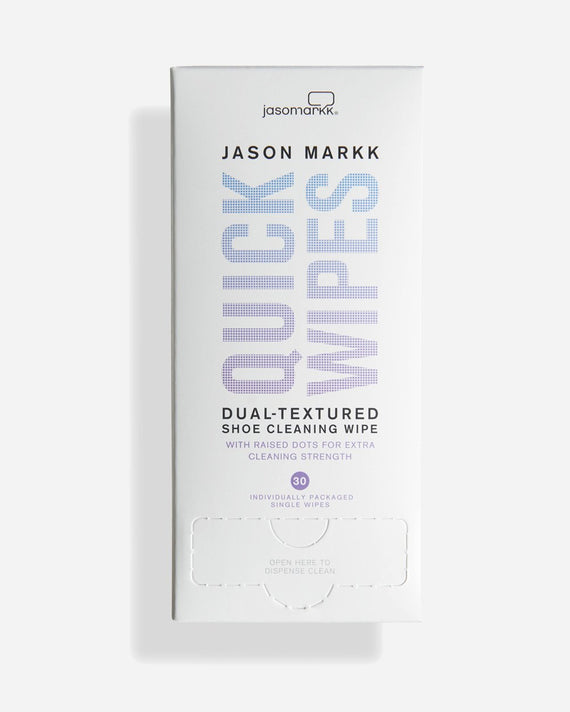 jasonmarkk®
JASON MARKK
QUICK
WIPES
DUAL-TEXTURED
SHOE CLEANING WIPE
WITH RAISED DOTS FOR EXTRA
CLEANING STRENGTH
30
INDIVIDUALLY PACKAGED
SINGLE WIPES
OPEN HERE TO
DISPENSE CLEAN